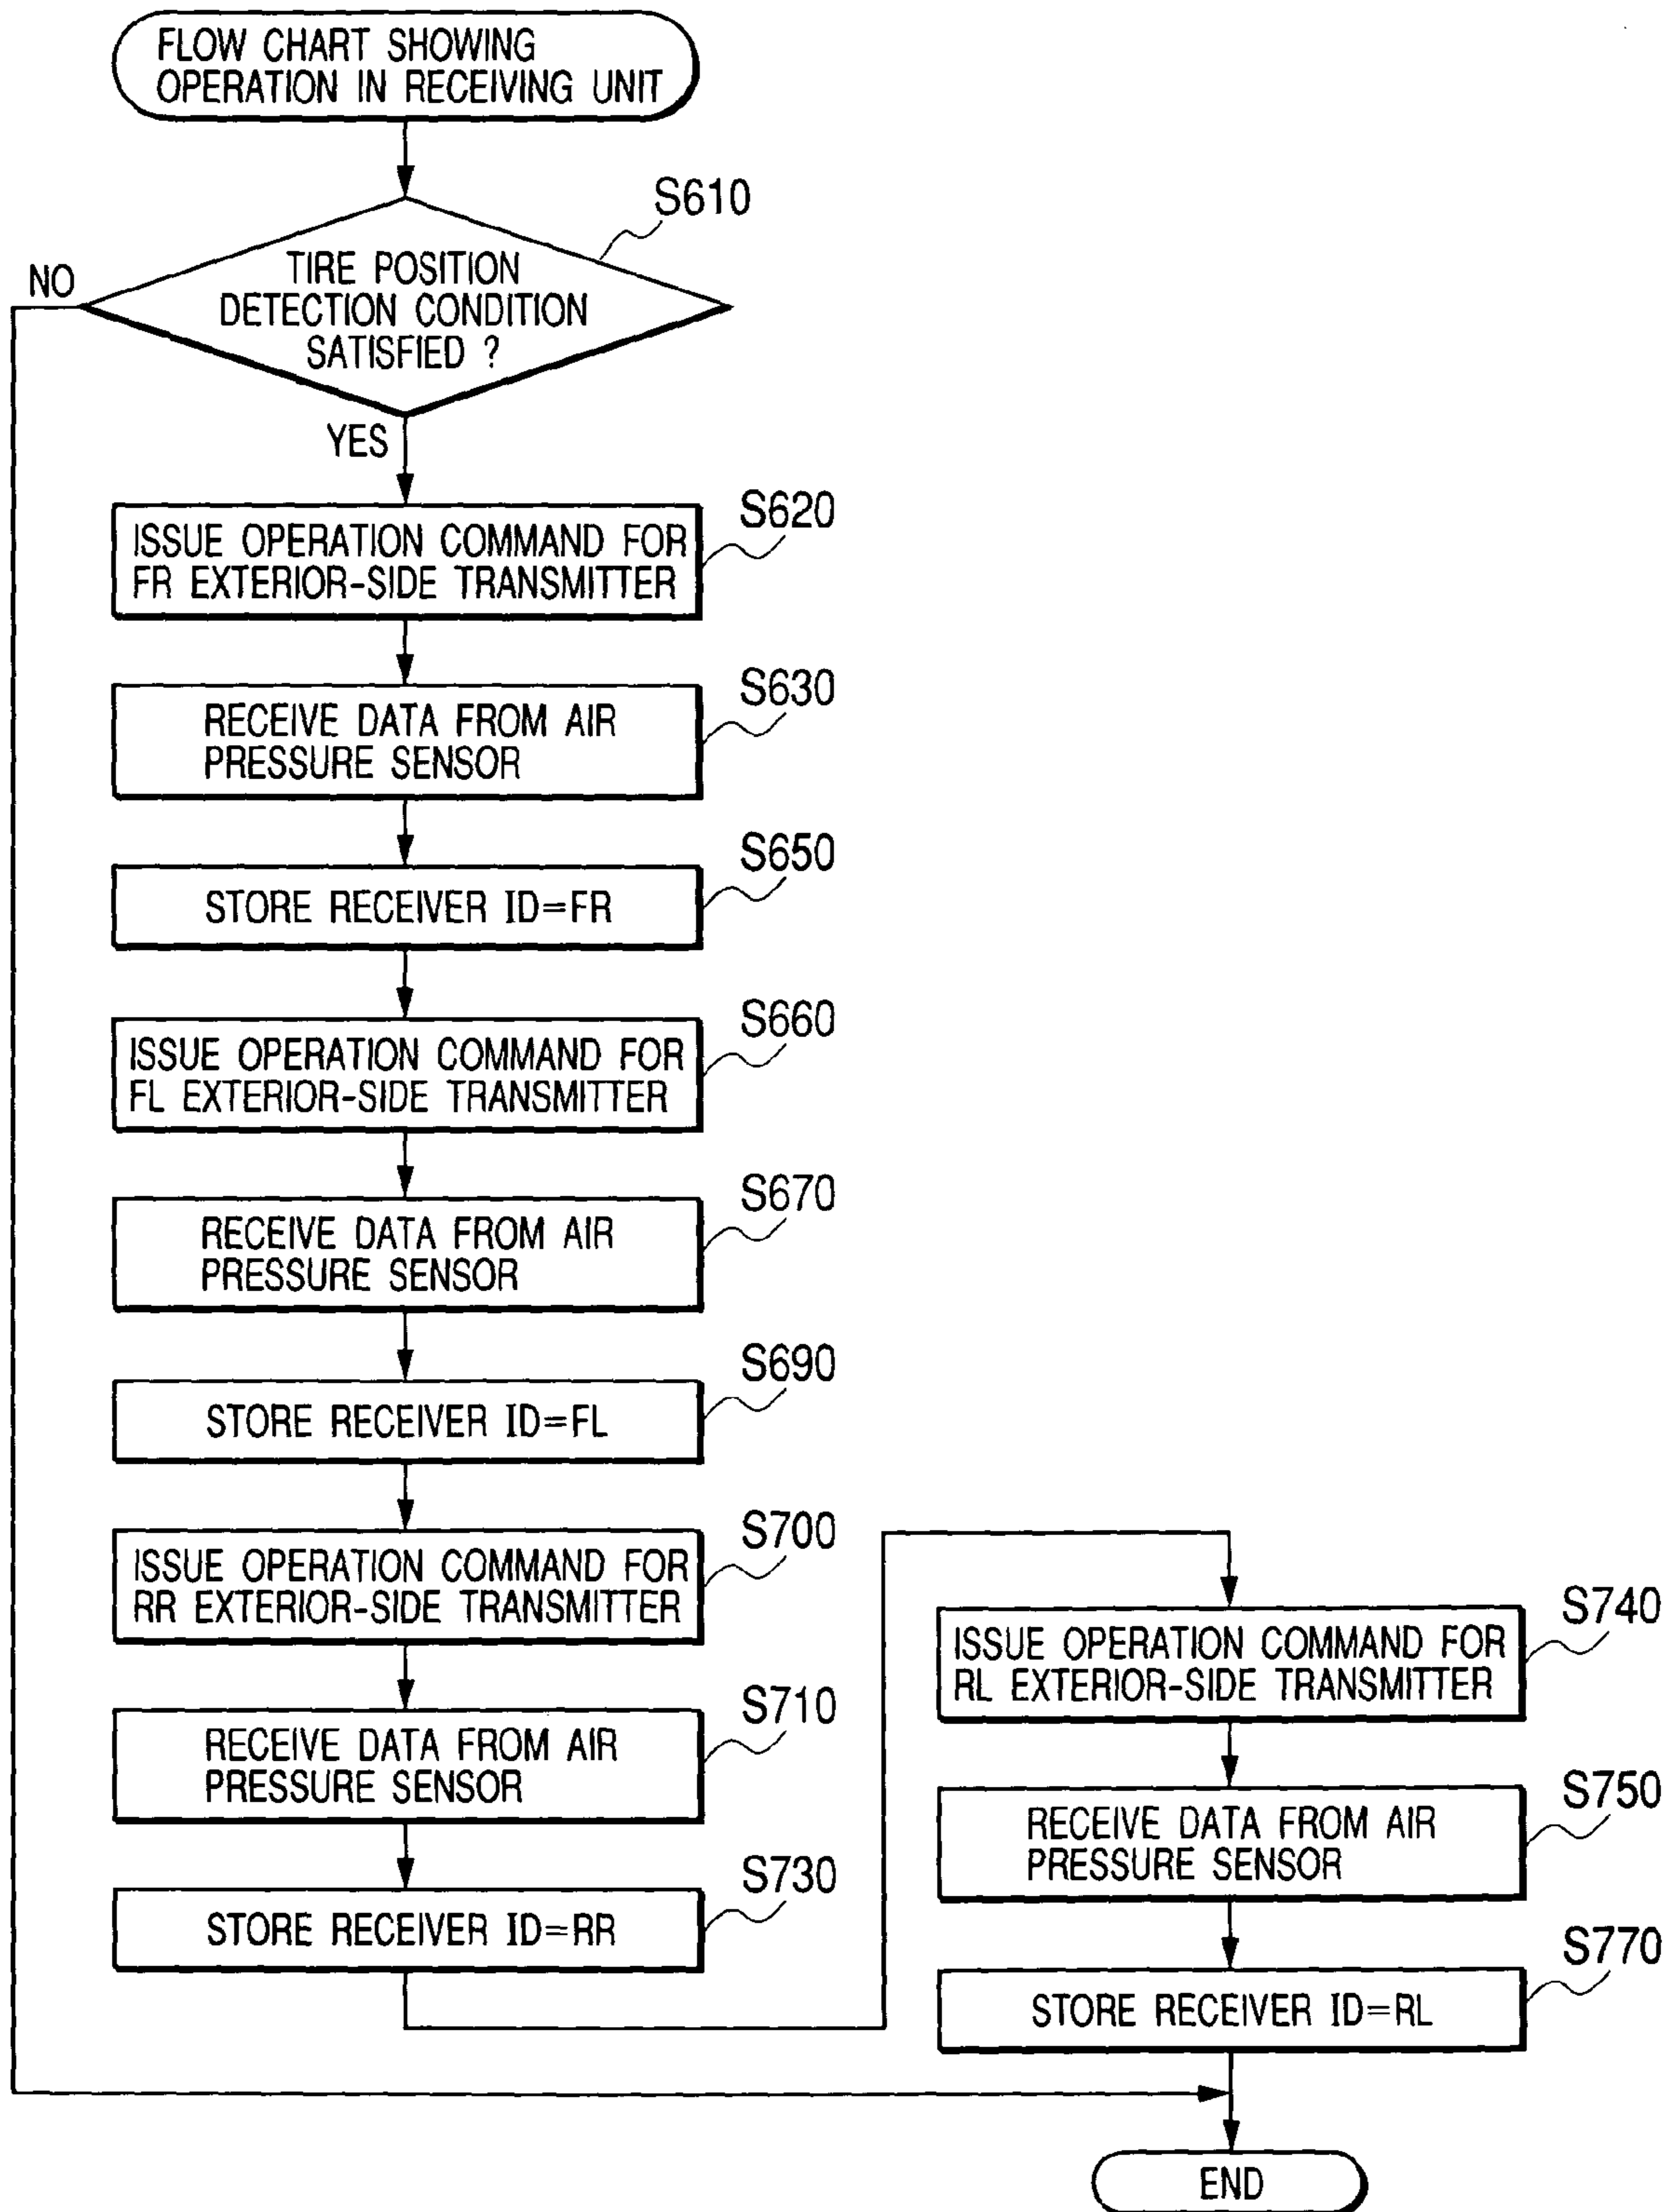 FLOW CHART SHOWING
OPERATION IN RECEIVING UNIT
S610
TIRE POSITION
DETECTION CONDITION
SATISFIED ?
NO
YES
S620
ISSUE OPERATION COMMAND FOR
FR EXTERIOR-SIDE TRANSMITTER
S630
RECEIVE DATA FROM AIR
PRESSURE SENSOR
S650
STORE RECEIVER ID=FR
S660
ISSUE OPERATION COMMAND FOR
FL EXTERIOR-SIDE TRANSMITTER
S670
RECEIVE DATA FROM AIR
PRESSURE SENSOR
S690
STORE RECEIVER ID=FL
S700
ISSUE OPERATION COMMAND FOR
RR EXTERIOR-SIDE TRANSMITTER
S710
RECEIVE DATA FROM AIR
PRESSURE SENSOR
S730
STORE RECEIVER ID=RR
S740
ISSUE OPERATION COMMAND FOR
RL EXTERIOR-SIDE TRANSMITTER
S750
RECEIVE DATA FROM AIR
PRESSURE SENSOR
S770
STORE RECEIVER ID=RL
END